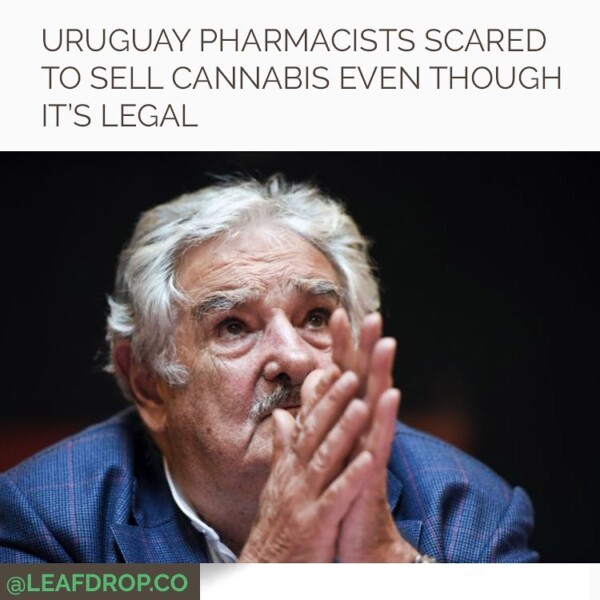 URUGUAY PHARMACISTS SCARED
TO SELL CANNABIS EVEN THOUGH
IT'S LEGAL
@LEAFDROP.CO